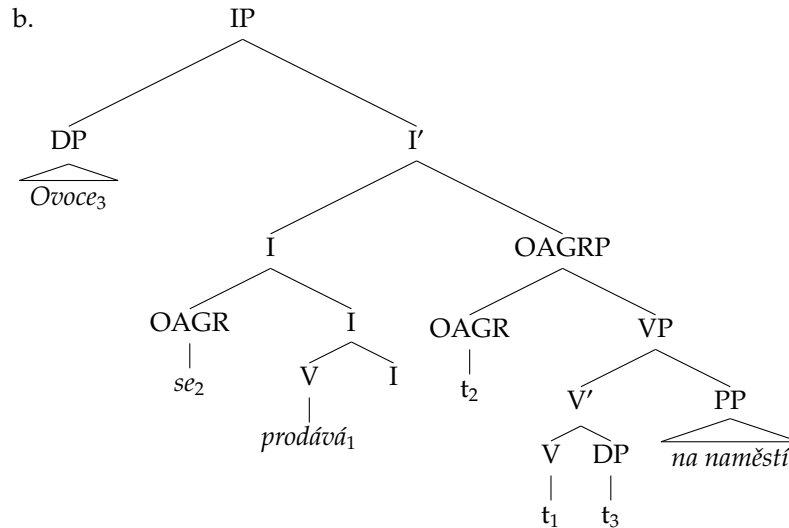 b.
IP
DP I′
Ovoce₃
I OAGRP
OAGR I OAGR VP
se₂ V I t₂ V′ PP
prodává₁ V DP na naměstí
t₁ t₃